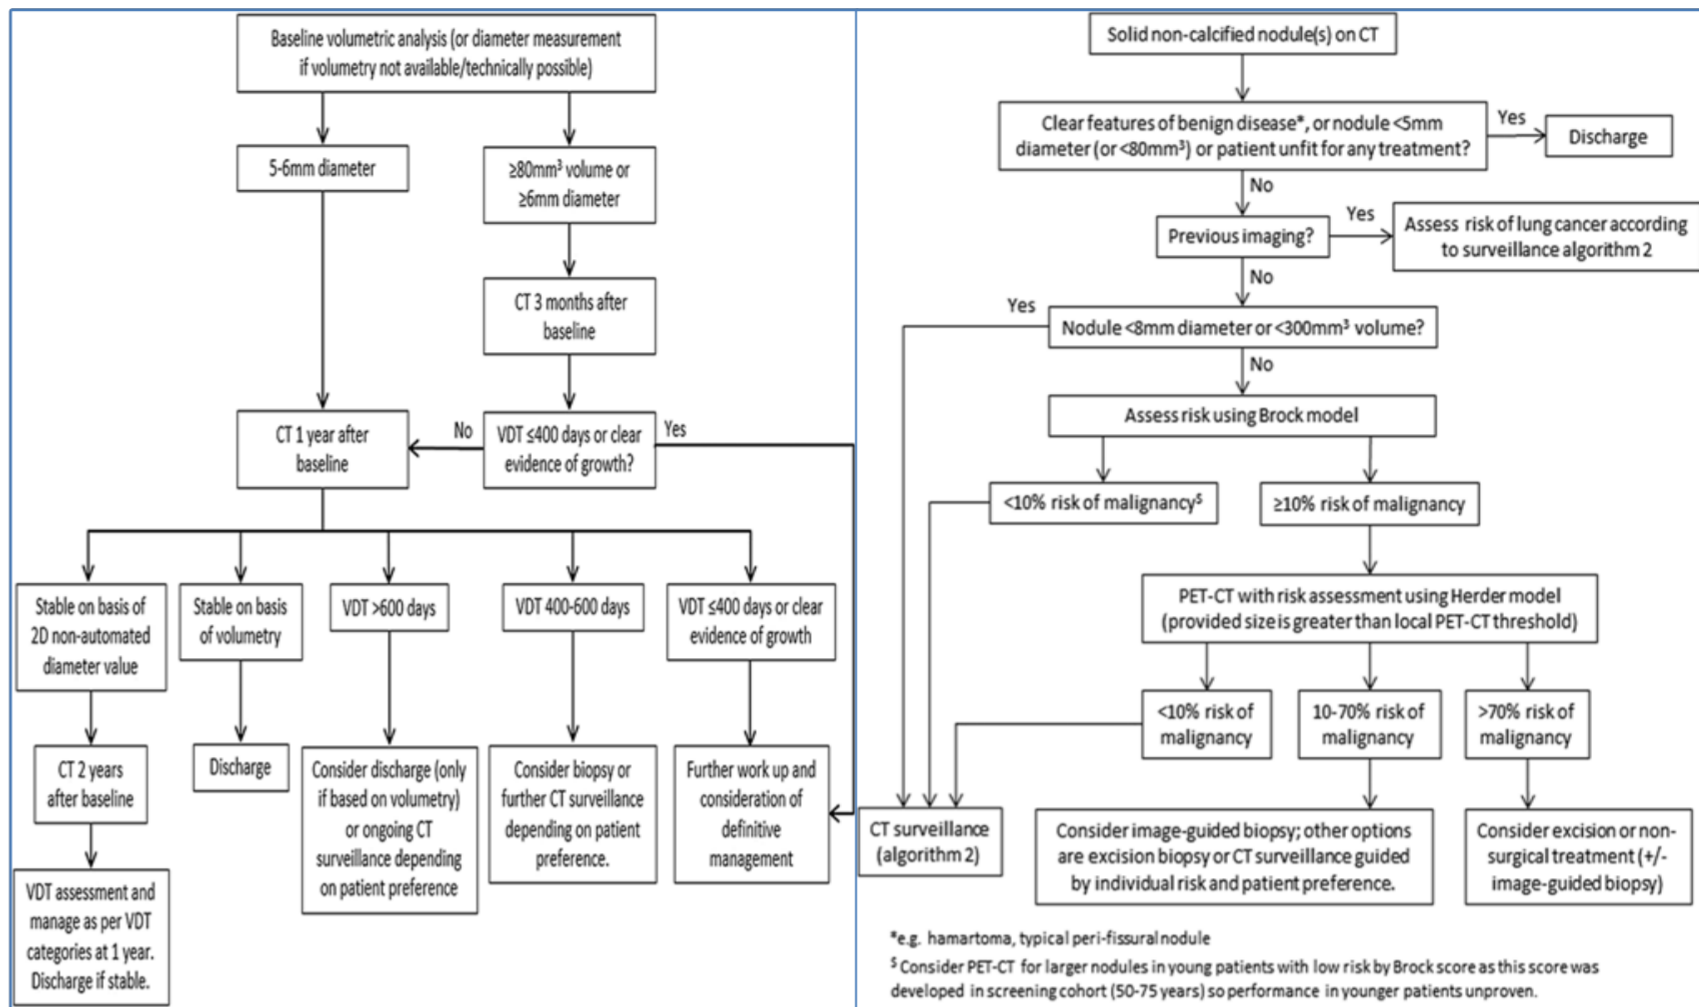 Baseline volumetric analysis (or diameter measurement
if volumetry not available/technically possible)
5-6mm diameter
≥80mm³ volume or
≥6mm diameter
CT 3 months after
baseline
CT 1 year after
baseline
No
VDT ≤400 days or clear
evidence of growth?
Yes
Stable on basis of
2D non-automated
diameter value
Stable on basis
of volumetry
VDT >600 days
VDT 400-600 days
VDT ≤400 days or clear
evidence of growth
CT 2 years
after baseline
Discharge
Consider discharge (only
if based on volumetry)
or ongoing CT
surveillance depending
on patient preference
Consider biopsy or
further CT surveillance
depending on patient
preference.
Further work up and
consideration of
definitive
management
VDT assessment and
manage as per VDT
categories at 1 year.
Discharge if stable.
Solid non-calcified nodule(s) on CT
Clear features of benign disease*, or nodule <5mm
diameter (or <80mm³) or patient unfit for any treatment?
Yes
Discharge
No
Previous imaging?
Yes
Assess risk of lung cancer according
to surveillance algorithm 2
No
Yes
Nodule <8mm diameter or <300mm³ volume?
No
Assess risk using Brock model
<10% risk of malignancy$
≥10% risk of malignancy
PET-CT with risk assessment using Herder model
(provided size is greater than local PET-CT threshold)
<10% risk of
malignancy
10-70% risk of
malignancy
>70% risk of
malignancy
CT surveillance
(algorithm 2)
Consider image-guided biopsy; other options
are excision biopsy or CT surveillance guided
by individual risk and patient preference.
Consider excision or non-
surgical treatment (+/-
image-guided biopsy)
*e.g. hamartoma, typical peri-fissural nodule
$ Consider PET-CT for larger nodules in young patients with low risk by Brock score as this score was
developed in screening cohort (50-75 years) so performance in younger patients unproven.